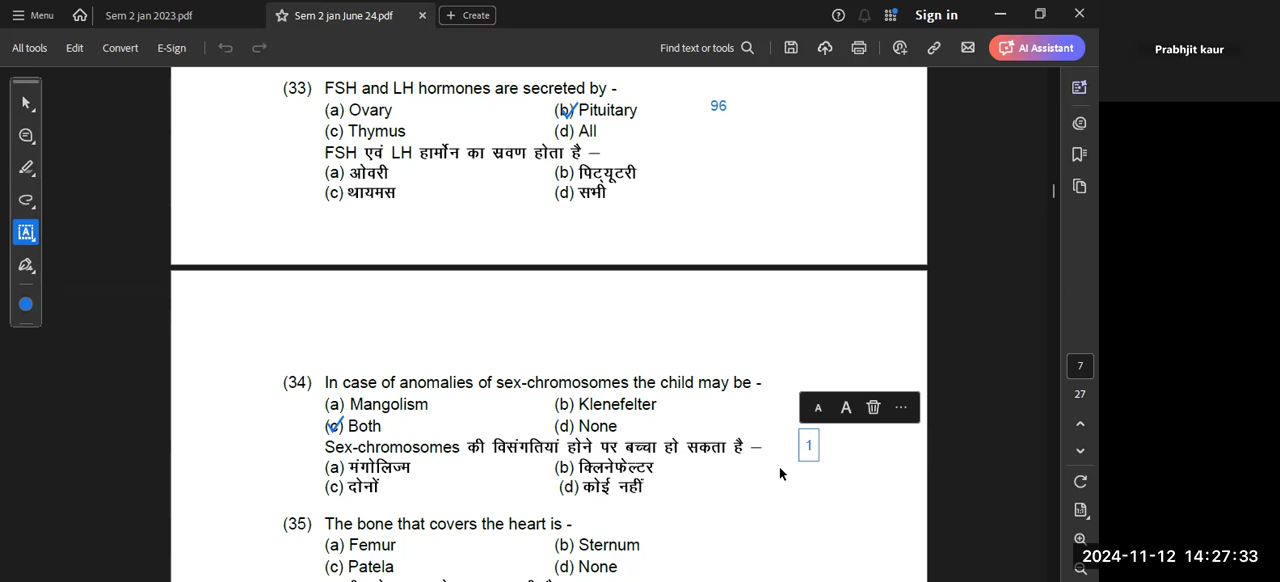 Menu
Sem 2 jan 2023.pdf
Sem 2 jan June 24.pdf
Create
Sign in
All tools
Edit
Convert
E-Sign
Find text or tools
AI Assistant
Prabhjit kaur
(33) FSH and LH hormones are secreted by -
(a) Ovary (b) Pituitary 96
(c) Thymus (d) All
FSH एवं LH हार्मोन का स्रवण होता है –
(a) ओवरी (b) पिट्यूटरी
(c) थायमस (d) सभी
(34) In case of anomalies of sex-chromosomes the child may be -
(a) Mangolism (b) Klenefelter
(c) Both (d) None
Sex-chromosomes की विसंगतियां होने पर बच्चा हो सकता है – 1
(a) मंगोलिज्म (b) क्लिनेफेल्टर
(c) दोनों (d) कोई नहीं
(35) The bone that covers the heart is -
(a) Femur (b) Sternum
(c) Patela (d) None
7
27
2024-11-12 14:27:33